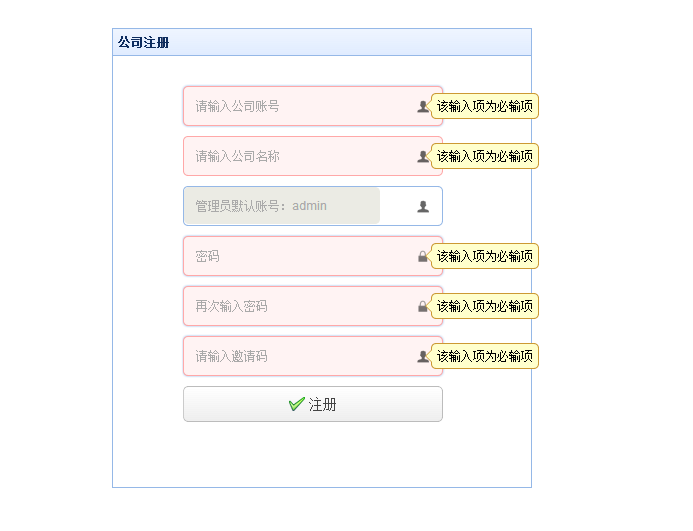 公司注册
请输入公司账号 该输入项为必输项
请输入公司名称 该输入项为必输项
管理员默认账号：admin
密码 该输入项为必输项
再次输入密码 该输入项为必输项
请输入邀请码 该输入项为必输项
注册